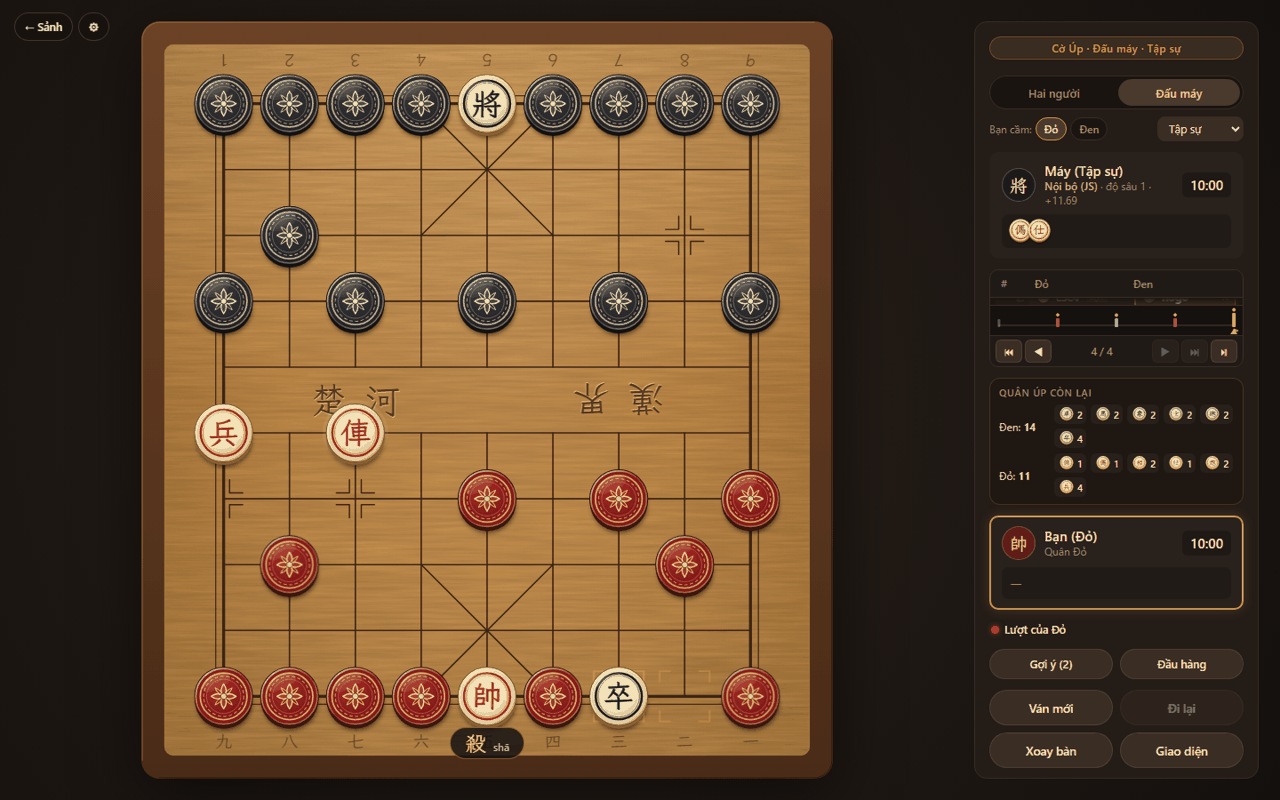 ← Sảnh
1 2 3 4 5 6 7 8 9
將
楚 河 漢 界
兵 俥
帥 卒
九 八 七 六 四 三 二 一
殺 shā
Cờ Úp · Đấu máy · Tập sự
Hai người Đấu máy
Bạn cầm: Đỏ Đen Tập sự
將 Máy (Tập sự) 10:00
Nội bộ (JS) · độ sâu 1 ·
+11.69
傌 仕
# Đỏ Đen
4 / 4
QUÂN ÚP CÒN LẠI
Đen: 14 2 2 2 2 2
4
Đỏ: 11 1 1 2 1 2
4
帥 Bạn (Đỏ) 10:00
Quân Đỏ
—
Lượt của Đỏ
Gợi ý (2) Đầu hàng
Ván mới Đi lại
Xoay bàn Giao diện